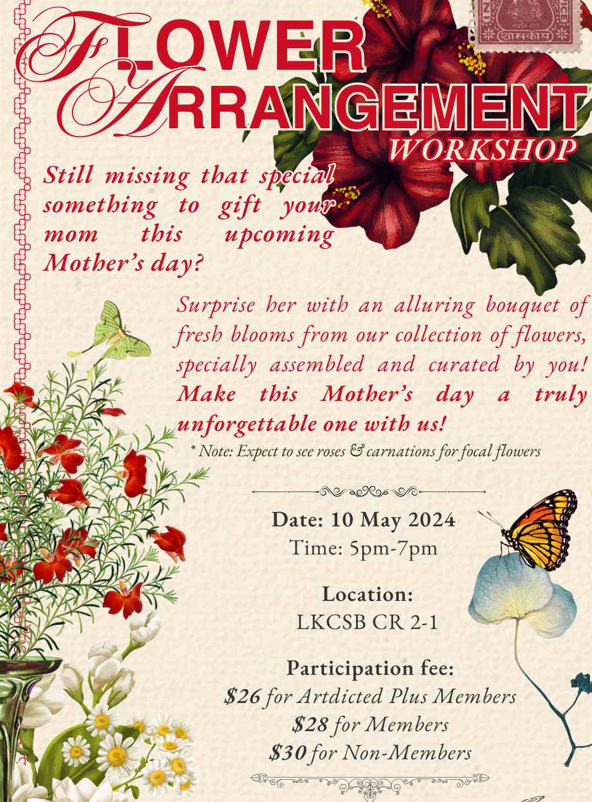 FLOWER
ARRANGEMENT
WORKSHOP
Still missing that special
something to gift your
mom this upcoming
Mother's day?
Surprise her with an alluring bouquet of
fresh blooms from our collection of flowers,
specially assembled and curated by you!
Make this Mother's day a truly
unforgettable one with us!
* Note: Expect to see roses & carnations for focal flowers
Date: 10 May 2024
Time: 5pm-7pm
Location:
LKCSB CR 2-1
Participation fee:
$26 for Artdicted Plus Members
$28 for Members
$30 for Non-Members